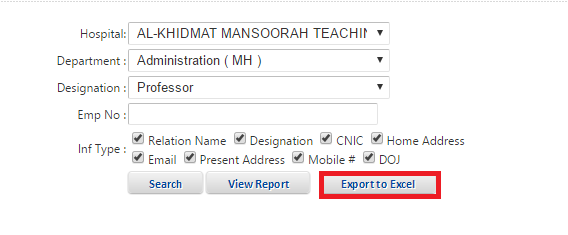 Hospital: AL-KHIDMAT MANSOORAH TEACHIN
Department : Administration ( MH )
Designation : Professor
Emp No :
Inf Type : Relation Name Designation CNIC Home Address
Email Present Address Mobile # DOJ
Search View Report Export to Excel